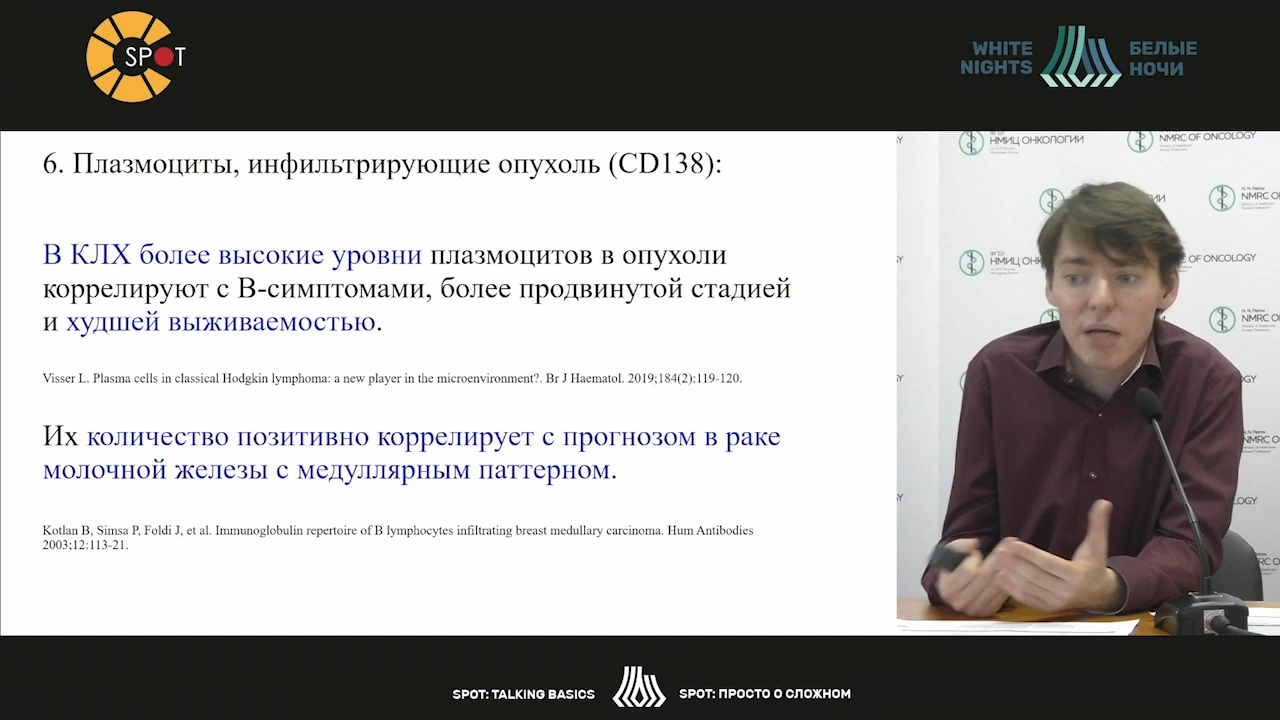 SPOT
WHITE
NIGHTS
БЕЛЫЕ
НОЧИ
6. Плазмоциты, инфильтрирующие опухоль (CD138):
В КЛХ более высокие уровни плазмоцитов в опухоли
коррелируют с В-симптомами, более продвинутой стадией
и худшей выживаемостью.
Visser L. Plasma cells in classical Hodgkin lymphoma: a new player in the microenvironment?. Br J Haematol. 2019;184(2):119-120.
Их количество позитивно коррелирует с прогнозом в раке
молочной железы с медуллярным паттерном.
Kotlan B, Simsa P, Foldi J, et al. Immunoglobulin repertoire of B lymphocytes infiltrating breast medullary carcinoma. Hum Antibodies
2003;12:113-21.
НМИЦ ОНКОЛОГИИ
NMRC OF ONCOLOGY
ФГБУ
НМИЦ
NMRC OF
SPOT: TALKING BASICS
SPOT: ПРОСТО О СЛОЖНОМ